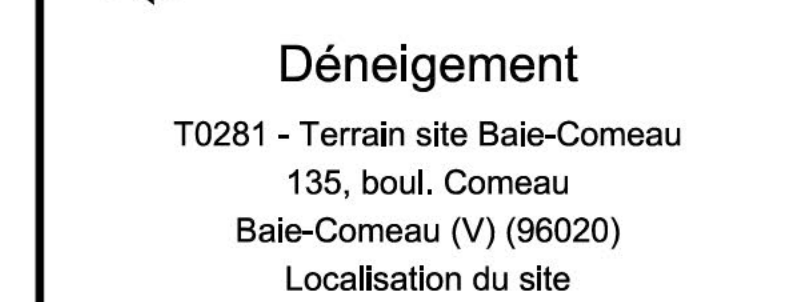 Déneigement
T0281 - Terrain site Baie-Comeau
135, boul. Comeau
Baie-Comeau (V) (96020)
Localisation du site